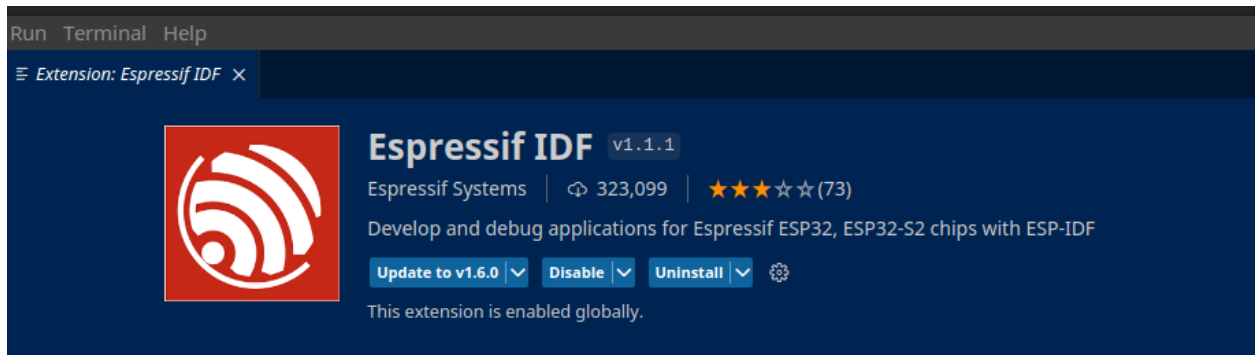 Run Terminal Help
Extension: Espressif IDF
Espressif IDF v1.1.1
Espressif Systems 323,099 (73)
Develop and debug applications for Espressif ESP32, ESP32-S2 chips with ESP-IDF
Update to v1.6.0 Disable Uninstall
This extension is enabled globally.